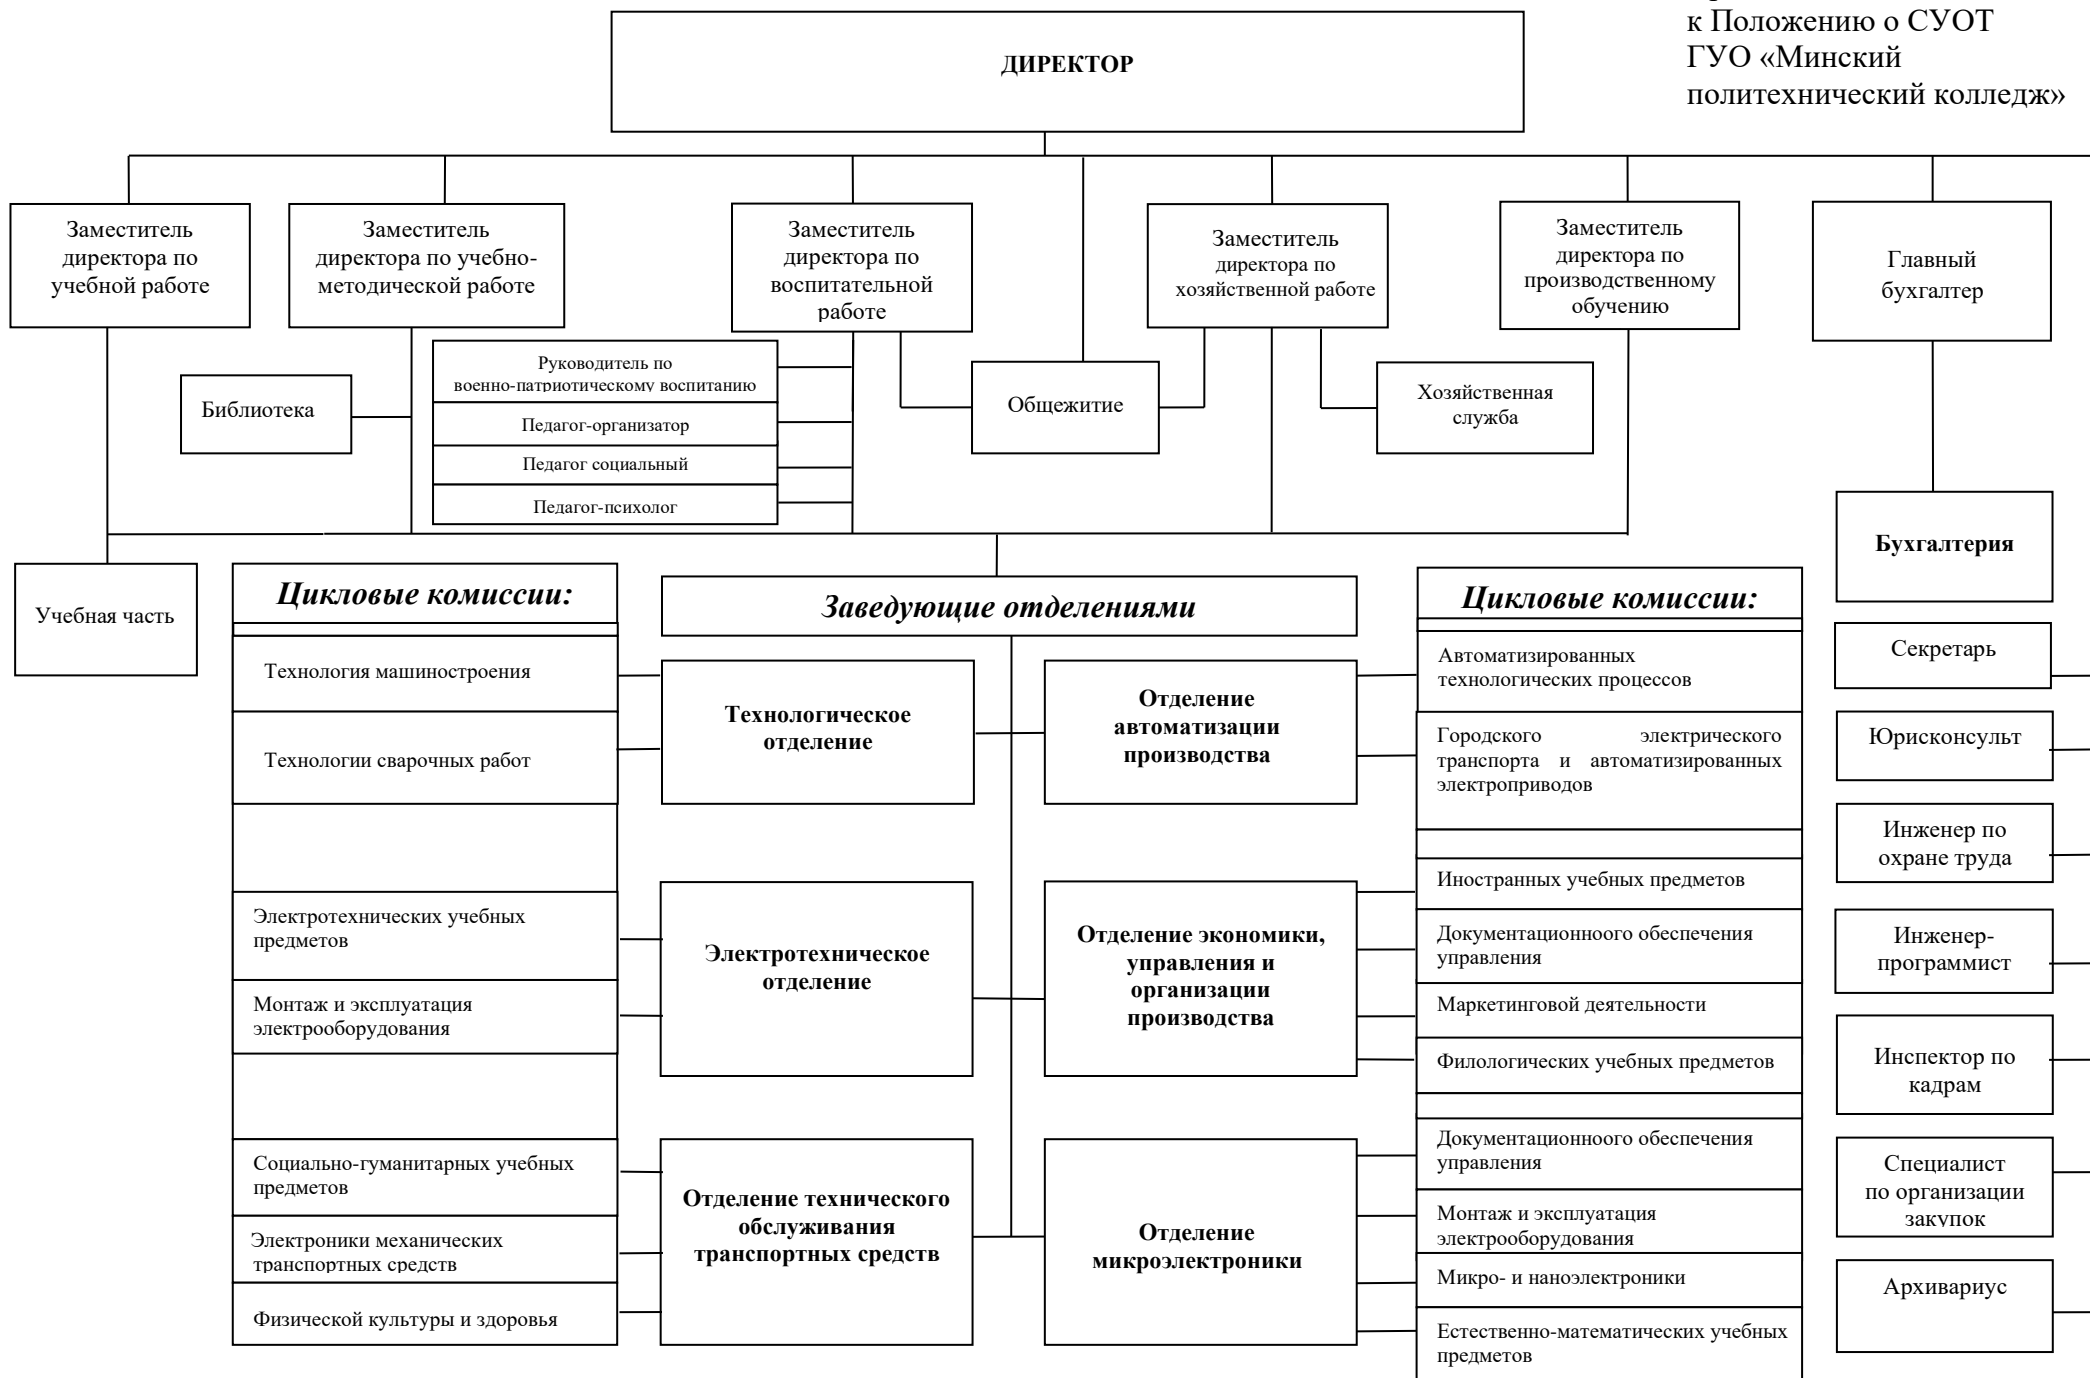 к Положению о СУОТ
ГУО «Минский
политехнический колледж»
ДИРЕКТОР
Заместитель
директора по
учебной работе
Заместитель
директора по учебно-
методической работе
Заместитель
директора по
воспитательной
работе
Заместитель
директора по
хозяйственной работе
Заместитель
директора по
производственному
обучению
Главный
бухгалтер
Библиотека
Руководитель по
военно-патриотическому воспитанию
Педагог-организатор
Педагог социальный
Педагог-психолог
Общежитие
Хозяйственная
служба
Бухгалтерия
Учебная часть
Цикловые комиссии:
Технология машиностроения
Технологии сварочных работ
Электротехнических учебных
предметов
Монтаж и эксплуатация
электрооборудования
Социально-гуманитарных учебных
предметов
Электроники механических
транспортных средств
Физической культуры и здоровья
Заведующие отделениями
Технологическое
отделение
Отделение
автоматизации
производства
Электротехническое
отделение
Отделение экономики,
управления и
организации
производства
Отделение технического
обслуживания
транспортных средств
Отделение
микроэлектроники
Цикловые комиссии:
Автоматизированных
технологических процессов
Городского электрического
транспорта и автоматизированных
электроприводов
Иностранных учебных предметов
Документационноого обеспечения
управления
Маркетинговой деятельности
Филологических учебных предметов
Документационноого обеспечения
управления
Монтаж и эксплуатация
электрооборудования
Микро- и наноэлектроники
Естественно-математических учебных
предметов
Секретарь
Юрисконсульт
Инженер по
охране труда
Инженер-
программист
Инспектор по
кадрам
Специалист
по организации
закупок
Архивариус